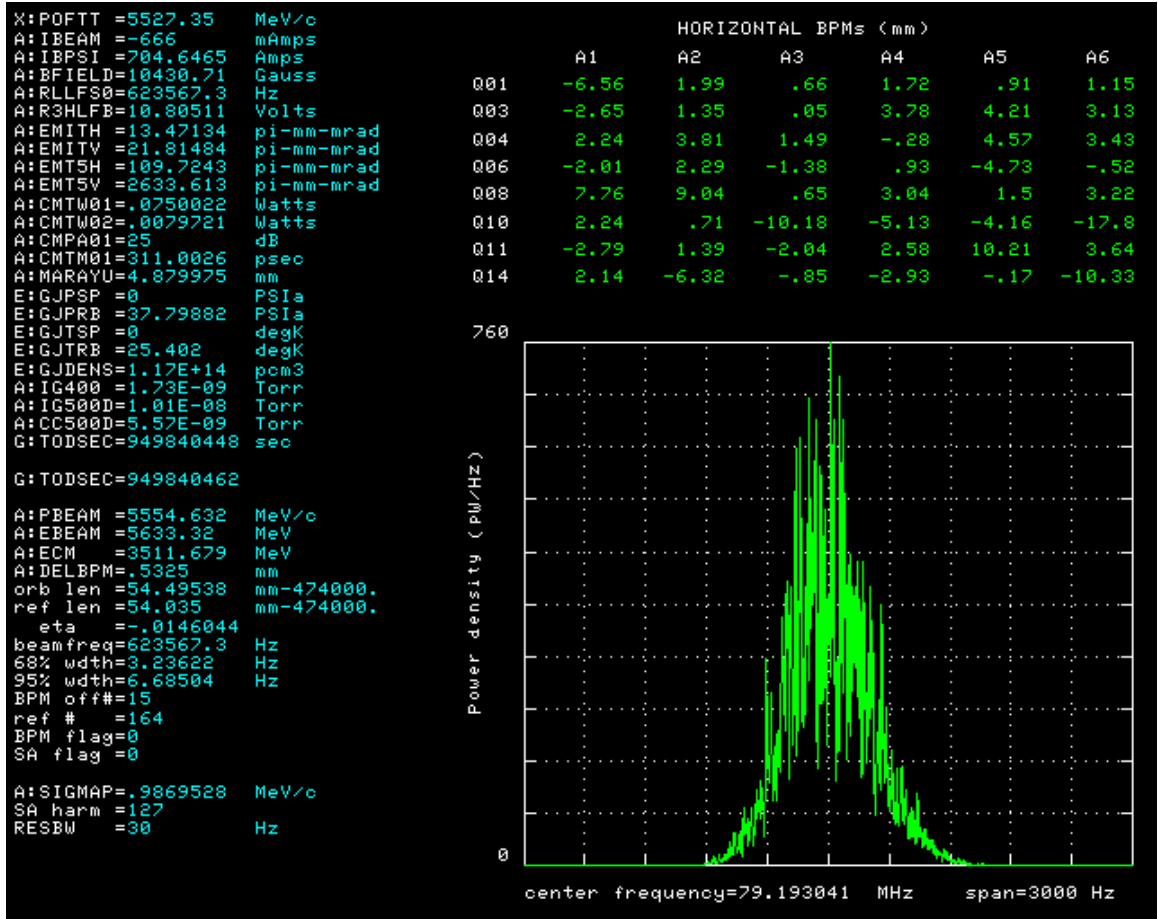 X:POFTT =5527.35 MeV/c
A:IBEAM =-666 mAmps
A:IBPSI =704.6465 Amps
A:BFIELD=10430.71 Gauss
A:RLLFS0=623567.3 Hz
A:R3HLFB=10.80511 Volts
A:EMITH =13.47134 pi-mm-mrad
A:EMITV =21.81484 pi-mm-mrad
A:EMT5H =109.7243 pi-mm-mrad
A:EMT5V =2633.613 pi-mm-mrad
A:CMTW01=.0750022 Watts
A:CMTW02=.0079721 Watts
A:CMPA01=25 dB
A:CMTM01=311.0026 psec
A:MARAYU=4.879975 mm
E:GJPSP =0 PSIa
E:GJPRB =37.79882 PSIa
E:GJTSP =0 degK
E:GJTRB =25.402 degK
E:GJDENS=1.17E+14 pcm3
A:IG400 =1.73E-09 Torr
A:IG500D=1.01E-08 Torr
A:CC500D=5.57E-09 Torr
G:TODSEC=949840448 sec
G:TODSEC=949840462
A:PBEAM =5554.632 MeV/c
A:EBEAM =5633.32 MeV
A:ECM =3511.679 MeV
A:DELBPM=.5325 mm
orb len =54.49538 mm-474000.
ref len =54.035 mm-474000.
eta =-.0146044
beamfreq=623567.3 Hz
68% wdth=3.23622 Hz
95% wdth=6.68504 Hz
BPM off#=15
ref # =164
BPM flag=0
SA flag =0
A:SIGMAP=.9869528 MeV/c
SA harm =127
RESBW =30 Hz
HORIZONTAL BPMs (mm)
A1 A2 A3 A4 A5 A6
Q01 -6.56 1.99 .66 1.72 .91 1.15
Q03 -2.65 1.35 .05 3.78 4.21 3.13
Q04 2.24 3.81 1.49 -.28 4.57 3.43
Q06 -2.01 2.29 -1.38 .93 -4.73 -.52
Q08 7.76 9.04 .65 3.04 1.5 3.22
Q10 2.24 .71 -10.18 -5.13 -4.16 -17.8
Q11 -2.79 1.39 -2.04 2.58 10.21 3.64
Q14 2.14 -6.32 -.85 -2.93 -.17 -10.33
760
Power density (PW/HZ)
0
center frequency=79.193041 MHz span=3000 Hz